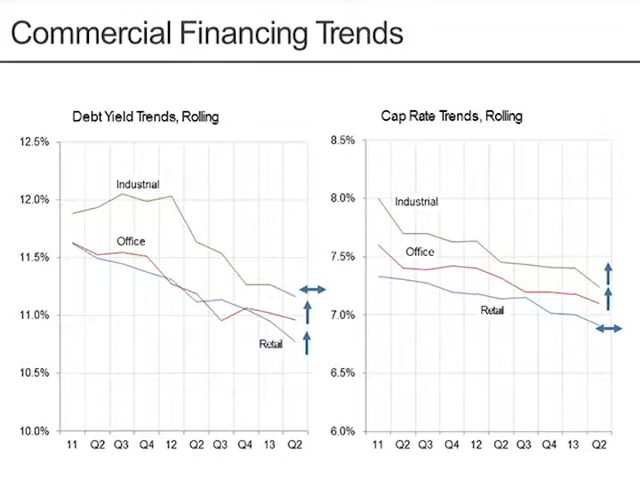 Commercial Financing Trends
Debt Yield Trends, Rolling
12.5%
12.0%
11.5%
11.0%
10.5%
10.0%
Industrial
Office
Retail
11 Q2 Q3 Q4 12 Q2 Q3 Q4 13 Q2
Cap Rate Trends, Rolling
8.5%
8.0%
7.5%
7.0%
6.5%
6.0%
Industrial
Office
Retail
11 Q2 Q3 Q4 12 Q2 Q3 Q4 13 Q2